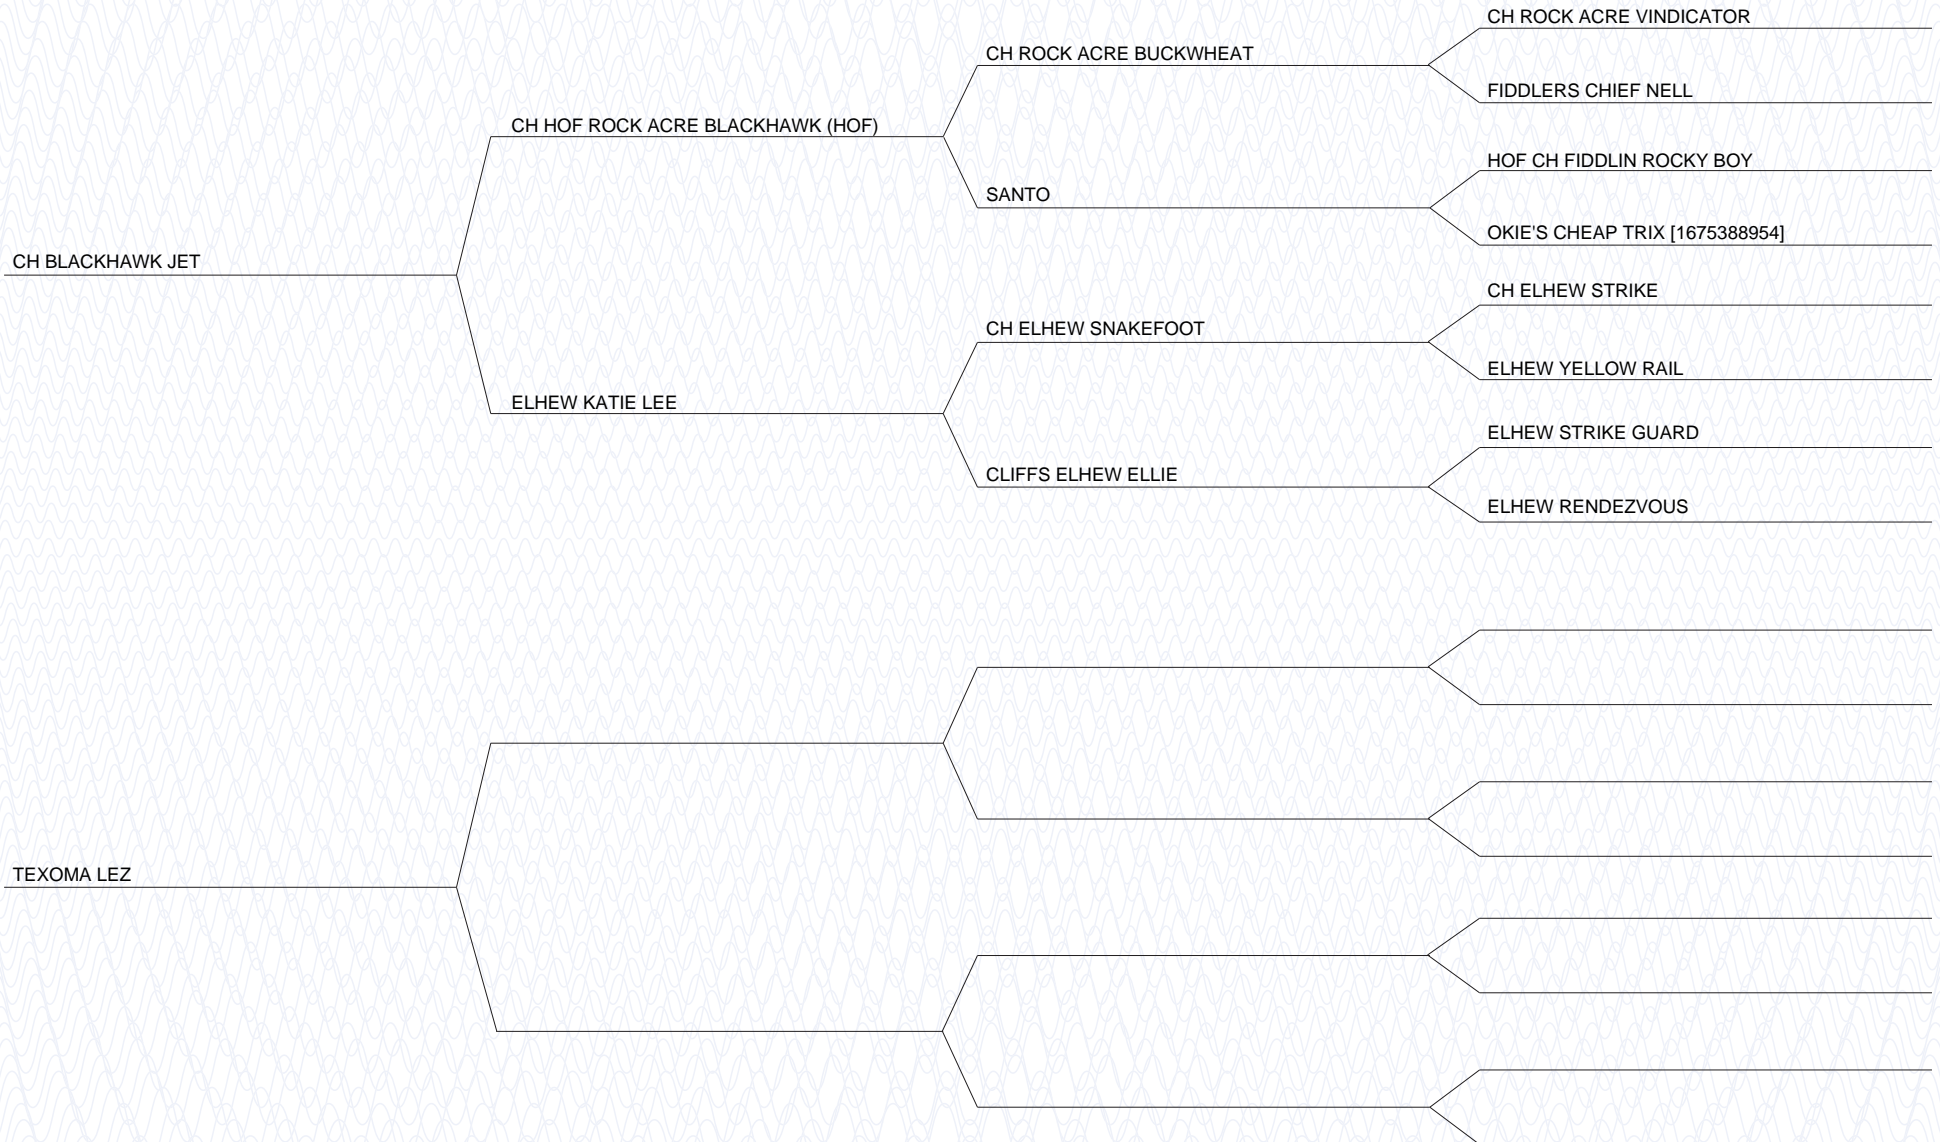 CH ROCK ACRE VINDICATOR
CH ROCK ACRE BUCKWHEAT
FIDDLERS CHIEF NELL
CH HOF ROCK ACRE BLACKHAWK (HOF)
HOF CH FIDDLIN ROCKY BOY
SANTO
OKIE'S CHEAP TRIX [1675388954]
CH BLACKHAWK JET
CH ELHEW STRIKE
CH ELHEW SNAKEFOOT
ELHEW YELLOW RAIL
ELHEW KATIE LEE
ELHEW STRIKE GUARD
CLIFFS ELHEW ELLIE
ELHEW RENDEZVOUS
TEXOMA LEZ